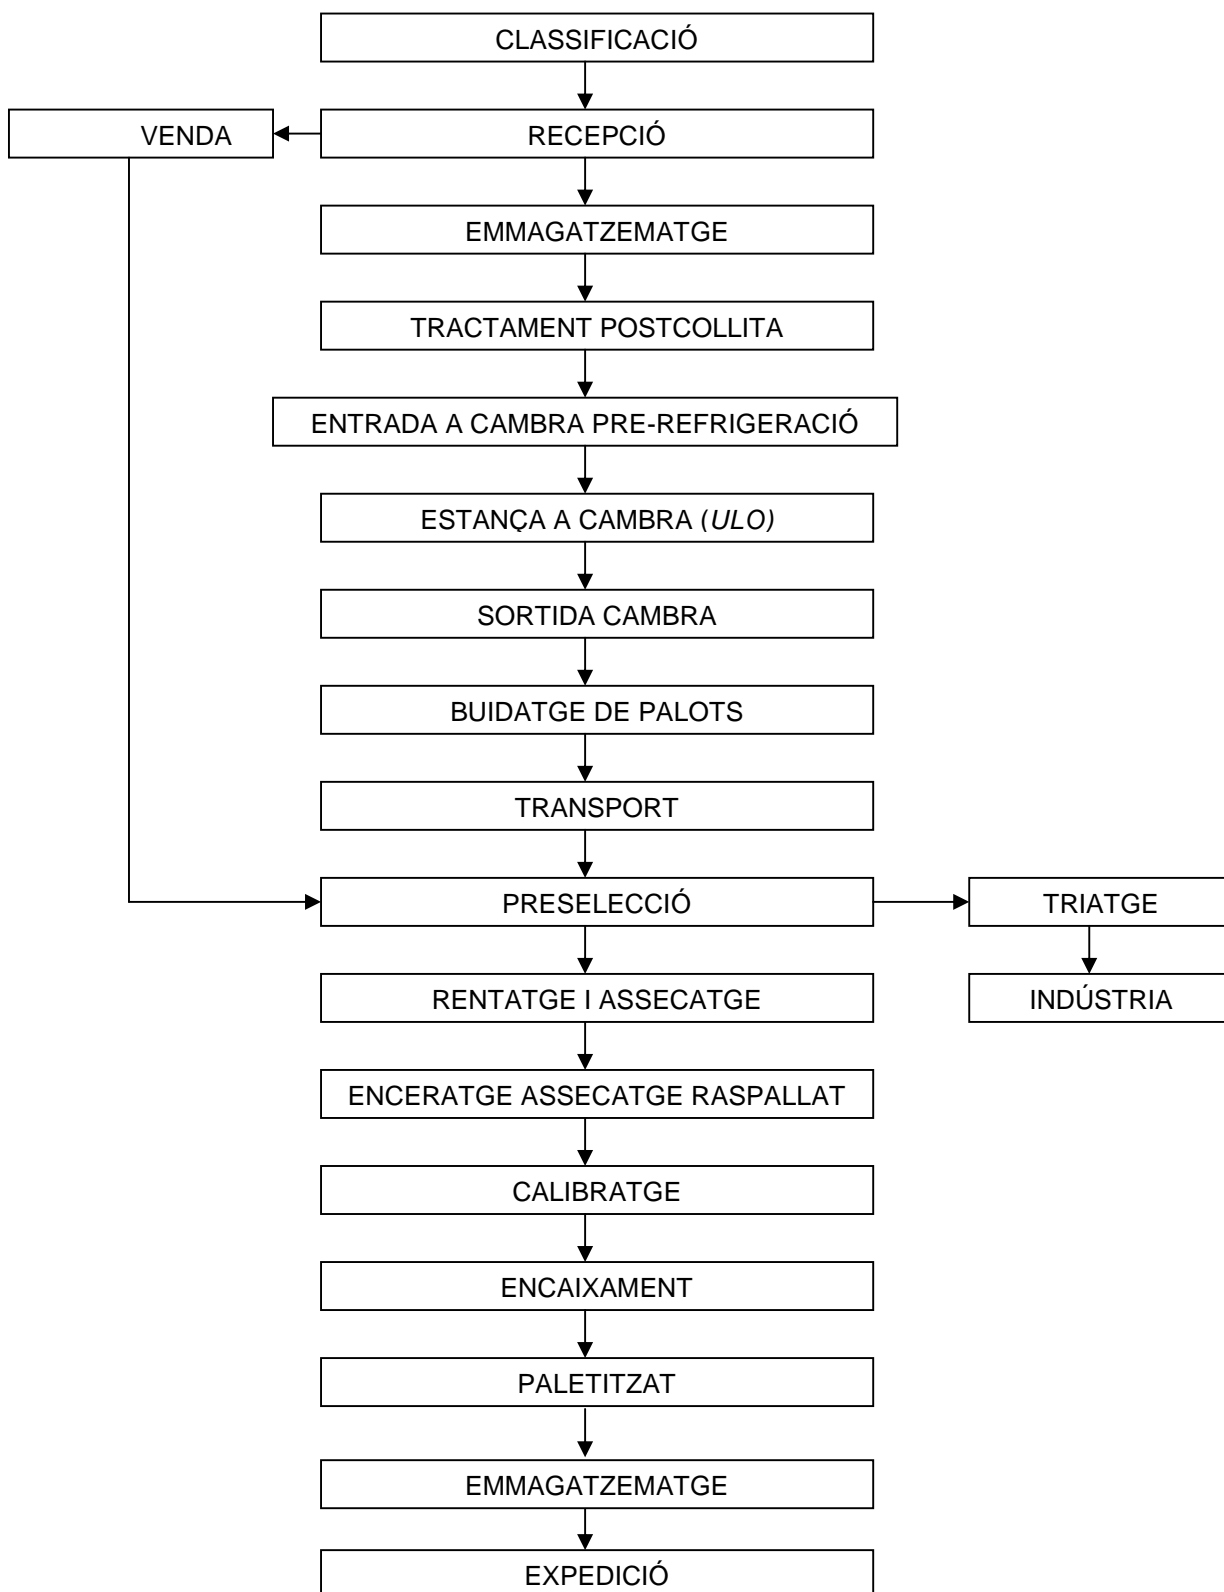 CLASSIFICACIÓ
VENDA
RECEPCIÓ
EMMAGATZEMATGE
TRACTAMENT POSTCOLLITA
ENTRADA A CAMBRA PRE-REFRIGERACIÓ
ESTANÇA A CAMBRA (ULO)
SORTIDA CAMBRA
BUIDATGE DE PALOTS
TRANSPORT
PRESELECCIÓ
TRIATGE
RENTATGE I ASSECATGE
INDÚSTRIA
ENCERATGE ASSECATGE RASPALLAT
CALIBRATGE
ENCAIXAMENT
PALETITZAT
EMMAGATZEMATGE
EXPEDICIÓ